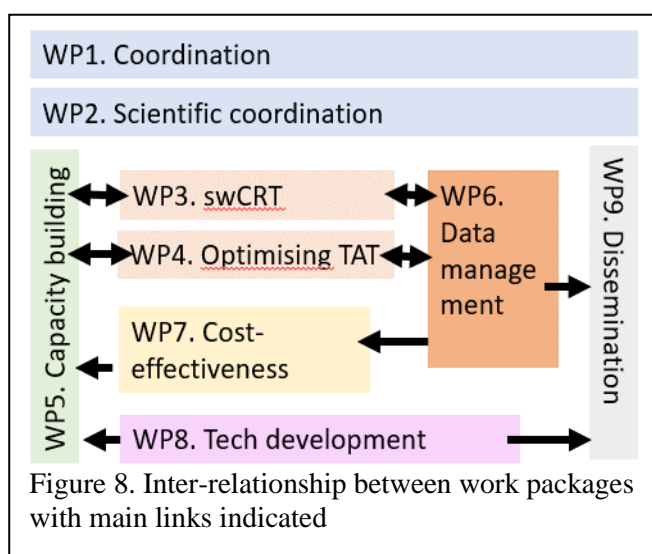 WP1. Coordination
WP2. Scientific coordination
WP5. Capacity building
WP3. swCRT
WP4. Optimising TAT
WP6.
Data
manage
ment
WP7. Cost-
effectiveness
WP8. Tech development
WP9. Dissemination
Figure 8. Inter-relationship between work packages
with main links indicated